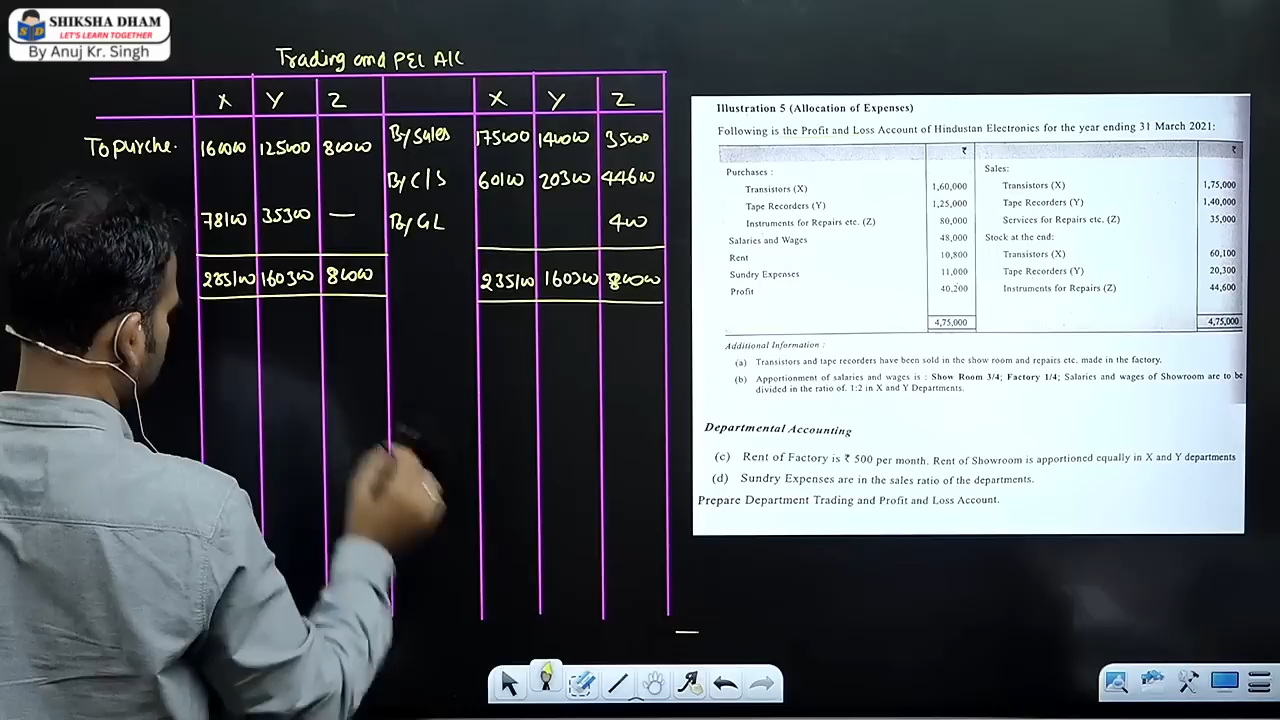 SHIKSHA DHAM
LET'S LEARN TOGETHER
By Anuj Kr. Singh
Trading and P&L A/C
X Y Z X Y Z
To purche. 160000 125000 80000 By Sales 175000 140000 35000
By C/S 60100 20300 44600
78100 35300 — By GL 400
235100 160300 80000 235100 160300 80000
Illustration 5 (Allocation of Expenses)
Following is the Profit and Loss Account of Hindustan Electronics for the year ending 31 March 2021:
₹ ₹
Purchases : Sales:
Transistors (X) 1,60,000 Transistors (X) 1,75,000
Tape Recorders (Y) 1,25,000 Tape Recorders (Y) 1,40,000
Instruments for Repairs etc. (Z) 80,000 Services for Repairs etc. (Z) 35,000
Salaries and Wages 48,000 Stock at the end:
Rent 10,800 Transistors (X) 60,100
Sundry Expenses 11,000 Tape Recorders (Y) 20,300
Profit 40,200 Instruments for Repairs (Z) 44,600
4,75,000 4,75,000
Additional Information :
(a) Transistors and tape recorders have been sold in the show room and repairs etc. made in the factory.
(b) Apportionment of salaries and wages is : Show Room 3/4; Factory 1/4; Salaries and wages of Showroom are to be
divided in the ratio of. 1:2 in X and Y Departments.
Departmental Accounting
(c) Rent of Factory is ₹ 500 per month. Rent of Showroom is apportioned equally in X and Y departments
(d) Sundry Expenses are in the sales ratio of the departments.
Prepare Department Trading and Profit and Loss Account.